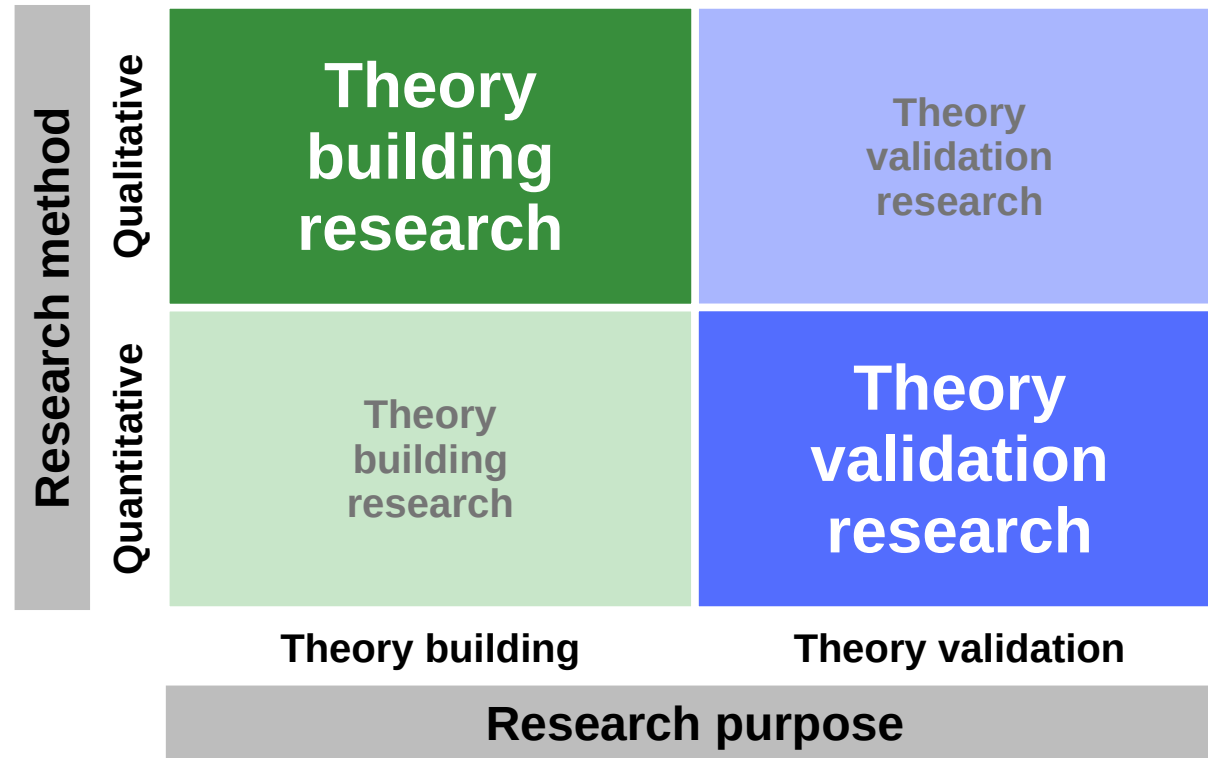 Research method
Qualitative
Theory
building
research
Theory
validation
research
Quantitative
Theory
building
research
Theory
validation
research
Theory building
Theory validation
Research purpose